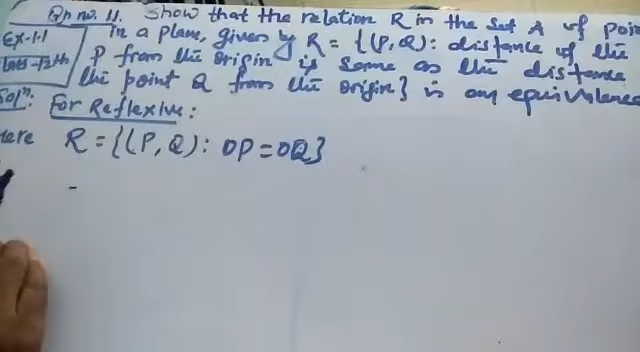 Qn no. 11. Show that the relation R in the set A of poin
Ex-1.1 in a plane, given by R = {(P,Q): distance of the
class-12th P from the origin is same as the distance
the point Q from the origin} is an equivalence
Solⁿ: For Reflexive:
Here R = {(P, Q): OP = OQ}
-